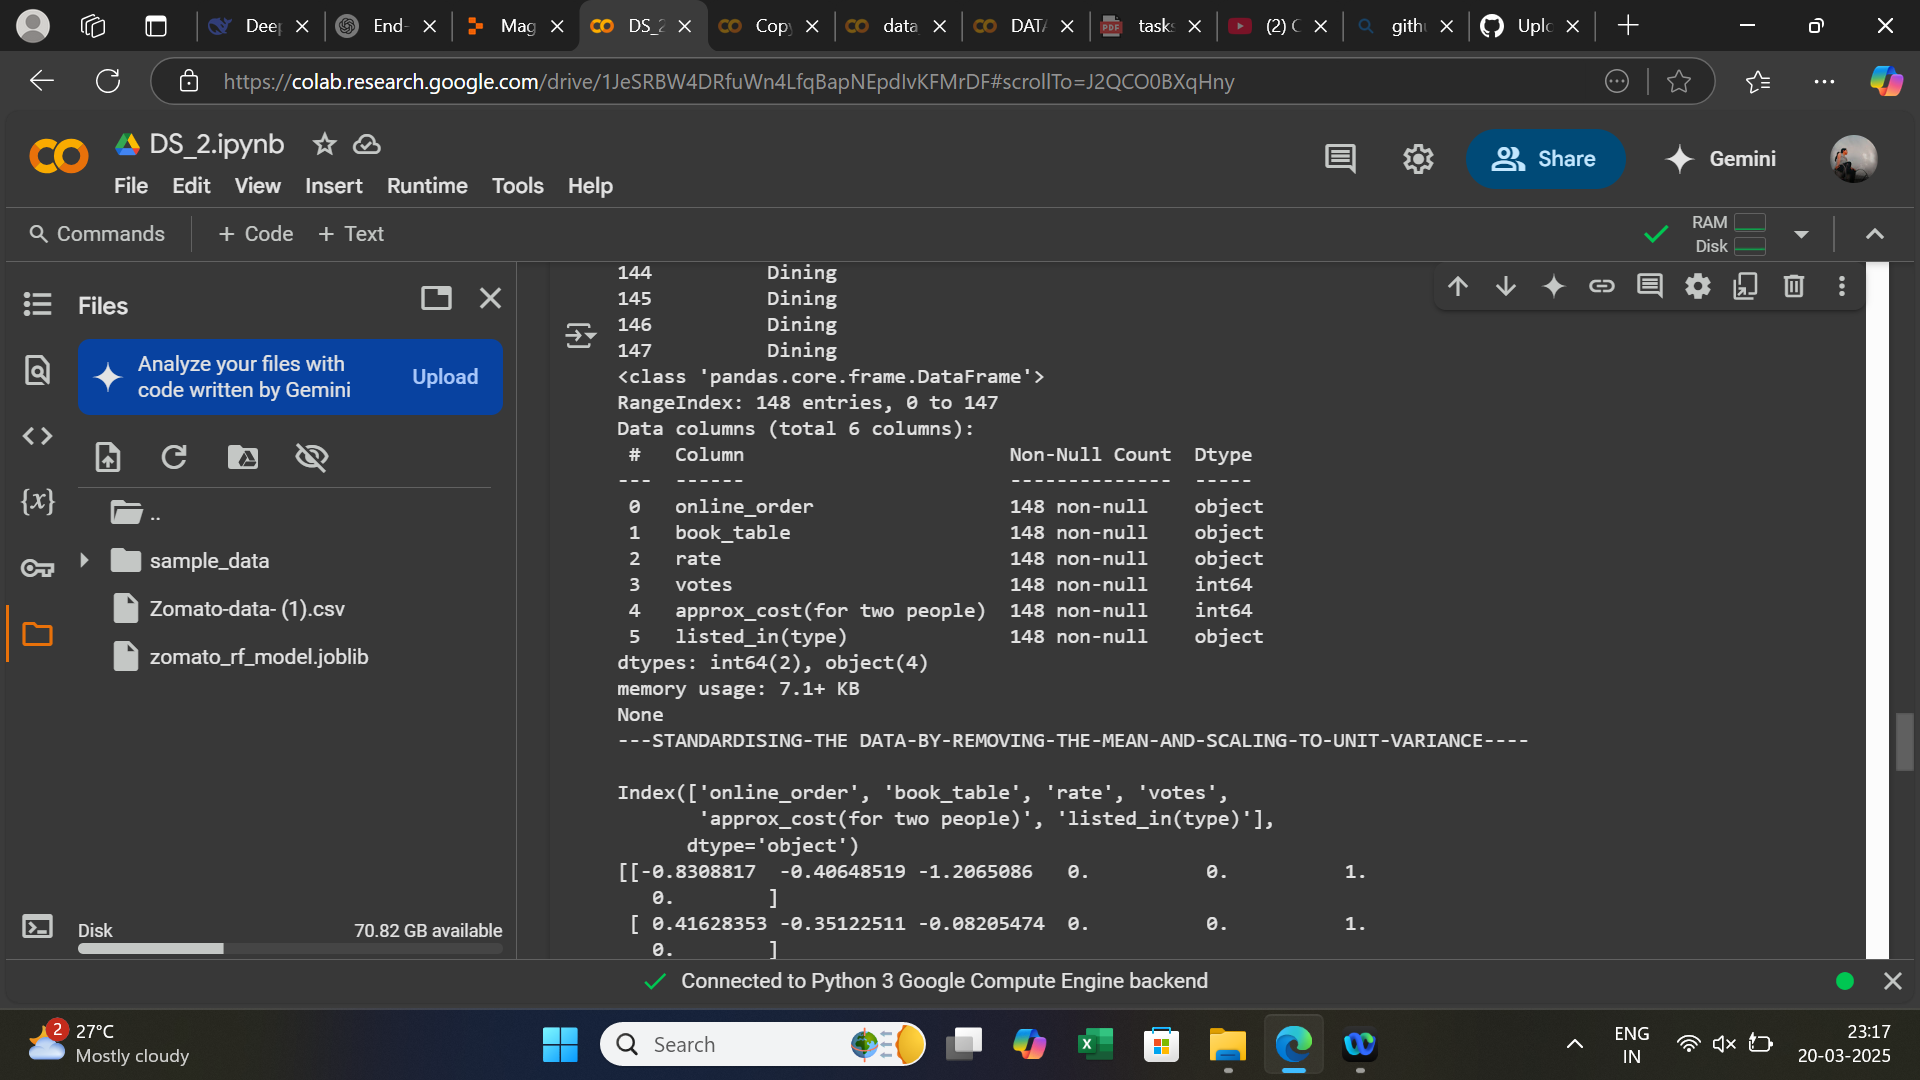 Deep
End-
Mag
DS_2
Copy
data
DATA
tasks
(2) C
gith
Uplo
https://colab.research.google.com/drive/1JeSRBW4DRfuWn4LfqBapNEpdIvKFMrDF#scrollTo=J2QCO0BXqHny
DS_2.ipynb
File Edit View Insert Runtime Tools Help
Share
Gemini
Commands + Code + Text
RAM
Disk
Files
Analyze your files with
code written by Gemini
Upload
..
sample_data
Zomato-data- (1).csv
zomato_rf_model.joblib
Disk 70.82 GB available
144 Dining
145 Dining
146 Dining
147 Dining
<class 'pandas.core.frame.DataFrame'>
RangeIndex: 148 entries, 0 to 147
Data columns (total 6 columns):
# Column Non-Null Count Dtype
--- ------ -------------- -----
0 online_order 148 non-null object
1 book_table 148 non-null object
2 rate 148 non-null object
3 votes 148 non-null int64
4 approx_cost(for two people) 148 non-null int64
5 listed_in(type) 148 non-null object
dtypes: int64(2), object(4)
memory usage: 7.1+ KB
None
---STANDARDISING-THE DATA-BY-REMOVING-THE-MEAN-AND-SCALING-TO-UNIT-VARIANCE----
Index(['online_order', 'book_table', 'rate', 'votes',
'approx_cost(for two people)', 'listed_in(type)'],
dtype='object')
[[-0.8308817 -0.40648519 -1.2065086 0. 0. 1.
0. ]
[ 0.41628353 -0.35122511 -0.08205474 0. 0. 1.
0. ]
Connected to Python 3 Google Compute Engine backend
2
27°C
Mostly cloudy
Search
ENG
IN
23:17
20-03-2025